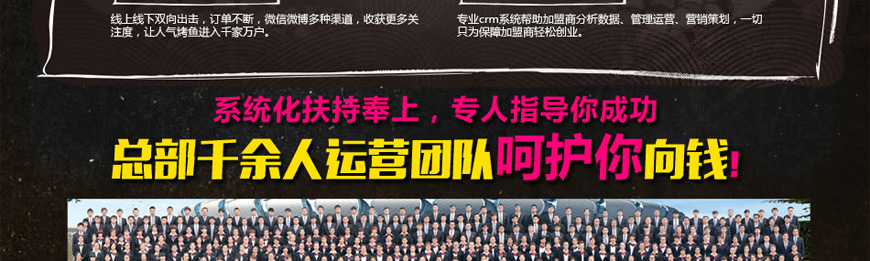 线上线下双向出击，订单不断，微信微博多种渠道，收获更多关
注度，让人气烤鱼进入千家万户。
专业crm系统帮助加盟商分析数据、管理运营、营销策划，一切
只为保障加盟商轻松创业。
系统化扶持奉上，专人指导你成功
总部千余人运营团队呵护你向钱!